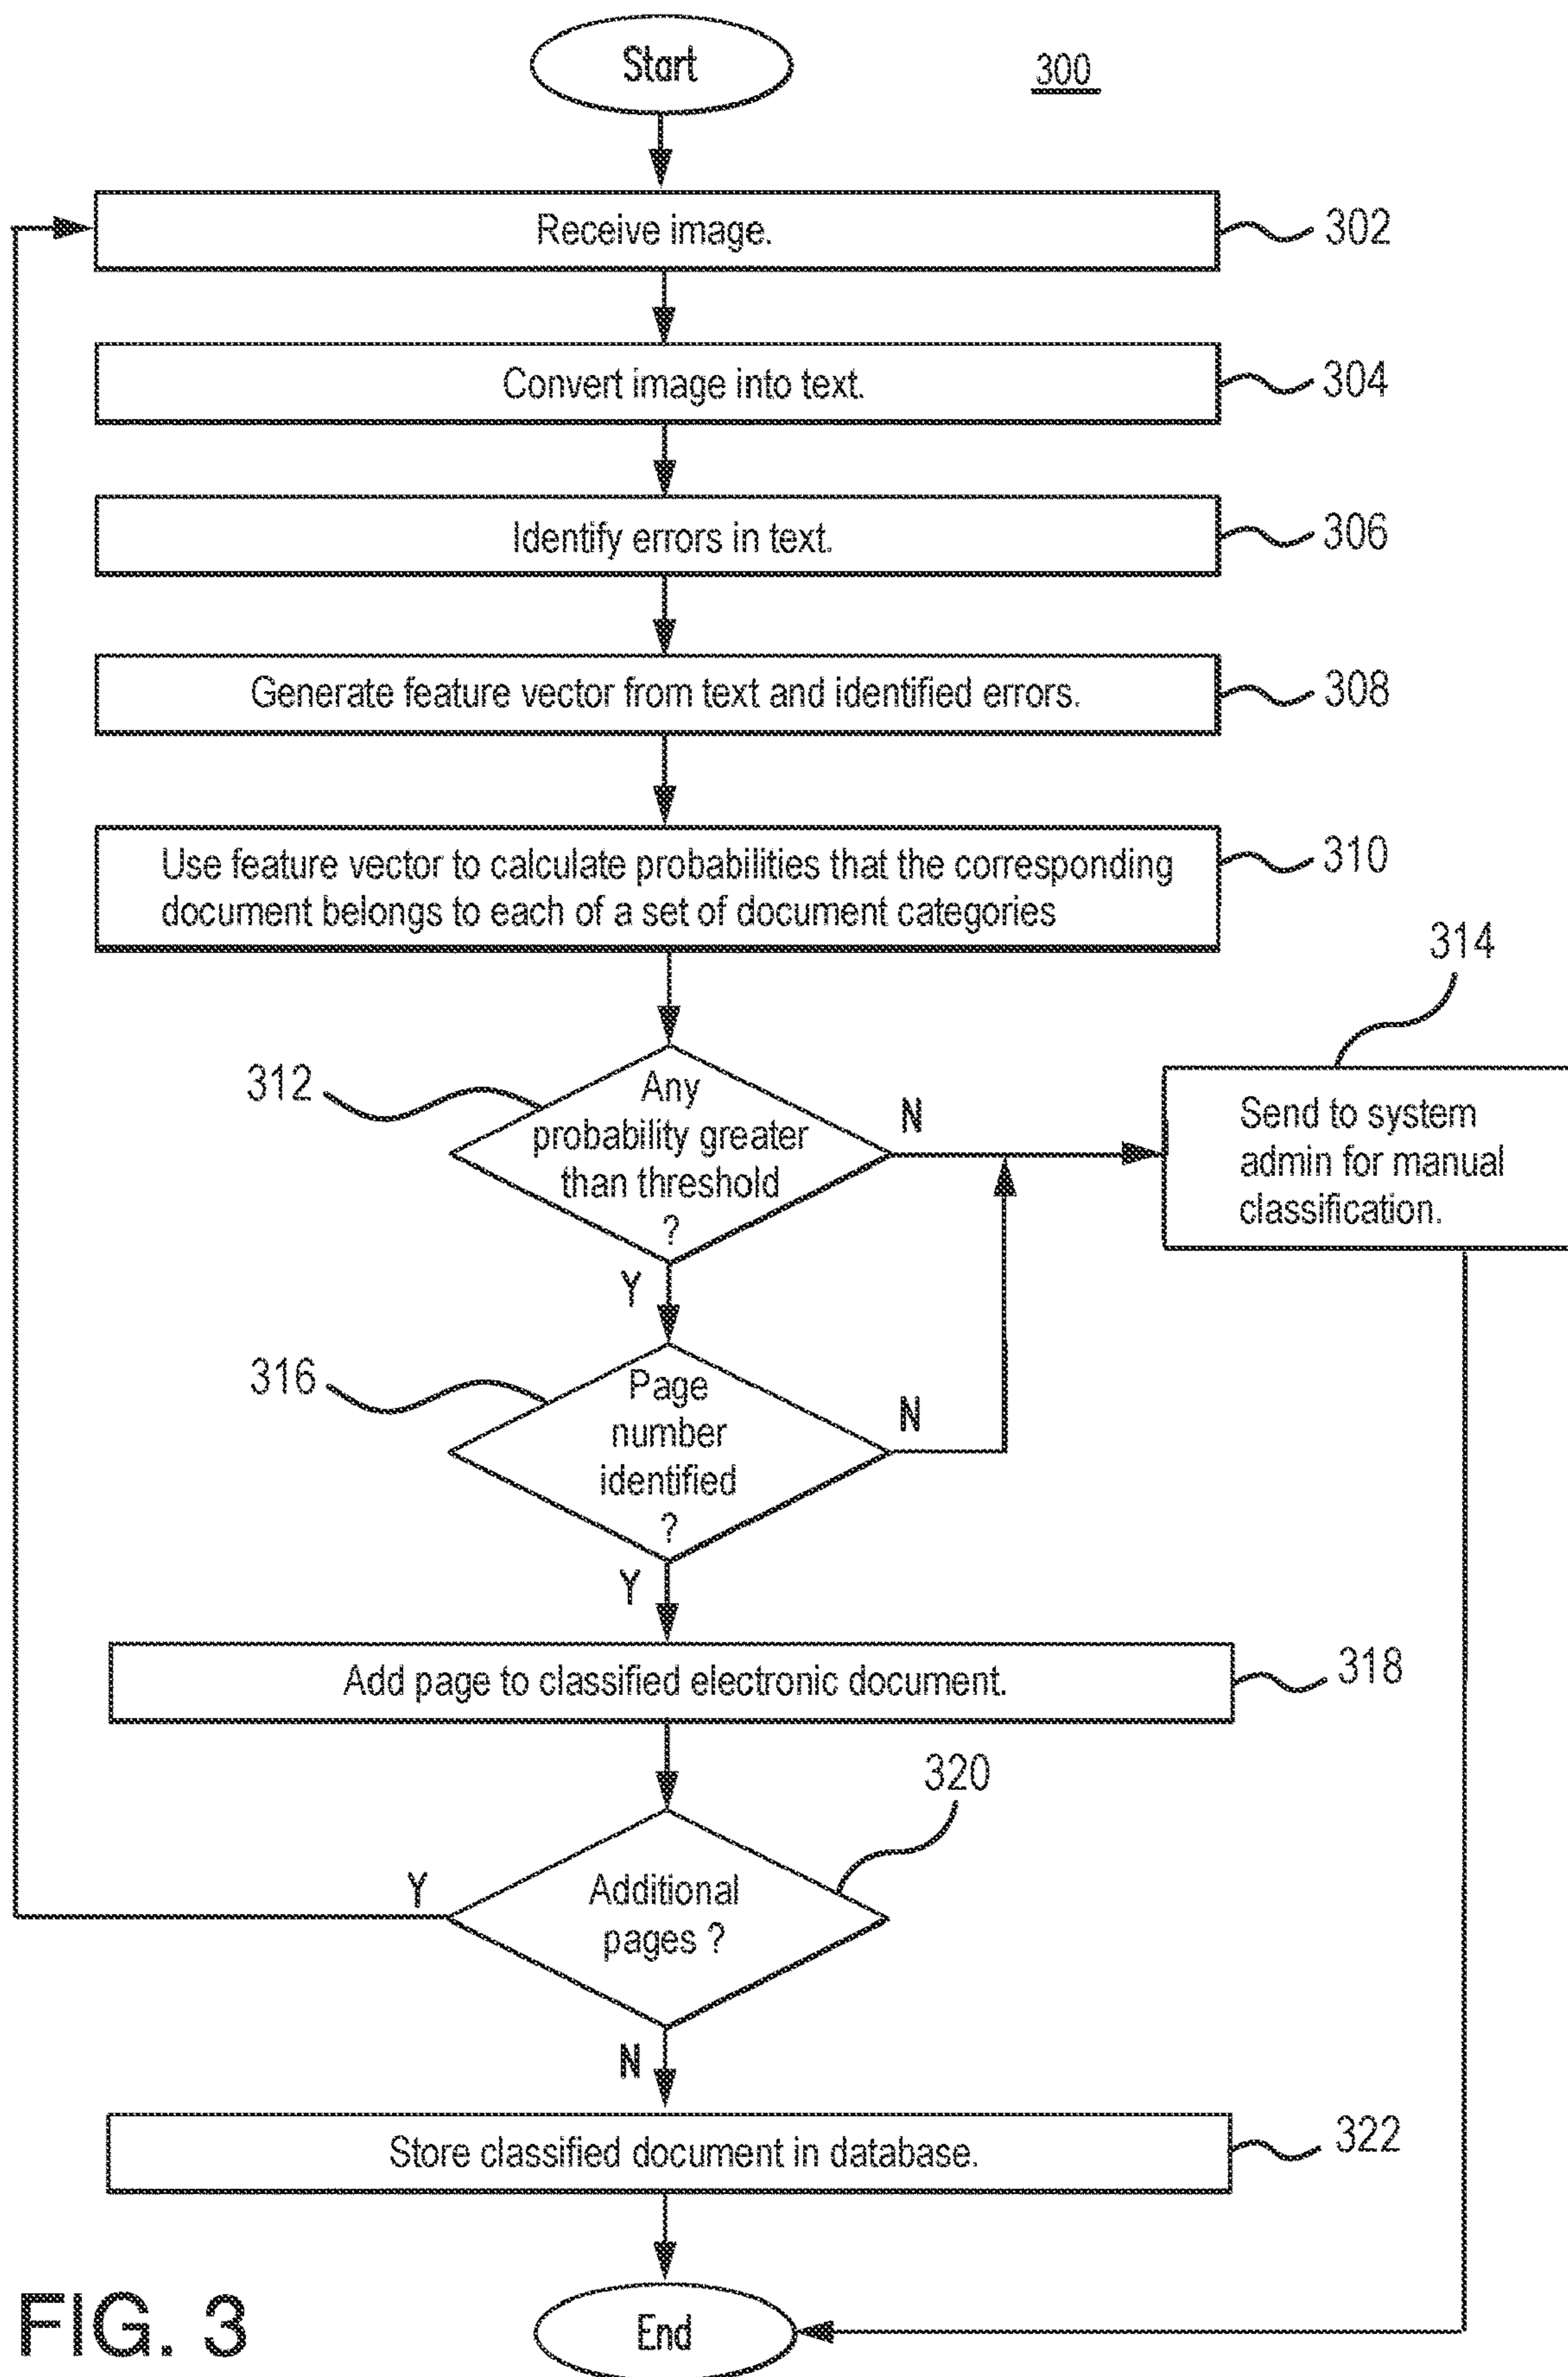 Start
300
Receive image.
302
Convert image into text.
304
Identify errors in text.
306
Generate feature vector from text and identified errors.
308
Use feature vector to calculate probabilities that the corresponding
document belongs to each of a set of document categories
310
314
312
Any
probability greater
than threshold
?
N
Send to system
admin for manual
classification.
Y
316
Page
number
identified
?
N
Y
Add page to classified electronic document.
318
320
Y
Additional
pages ?
N
Store classified document in database.
322
End
FIG. 3